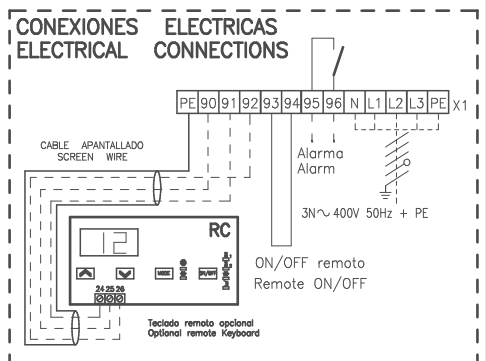 CONEXIONES ELECTRICAS
ELECTRICAL CONNECTIONS
PE 90 91 92 93 94 95 96 N L1 L2 L3 PE X1
CABLE APANTALLADO
SCREEN WIRE
Alarma
Alarm
3N~ 400V 50Hz + PE
RC
12
MODE
ON/OFF
24 25 26
ON/OFF remoto
Remote ON/OFF
Teclado remoto opcional
Optional remote Keyboard